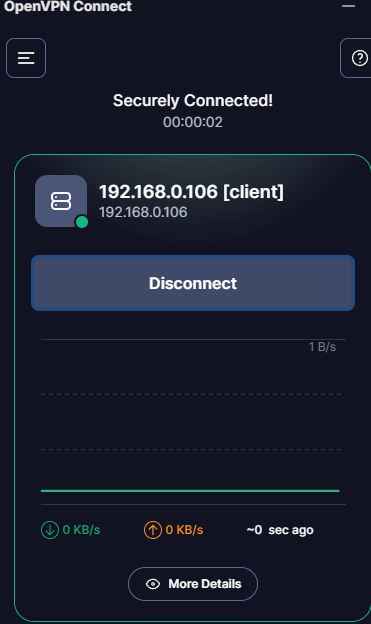 OpenVPN Connect
Securely Connected!
00:00:02
192.168.0.106 [client]
192.168.0.106
Disconnect
1 B/s
0 KB/s
0 KB/s
~0 sec ago
More Details